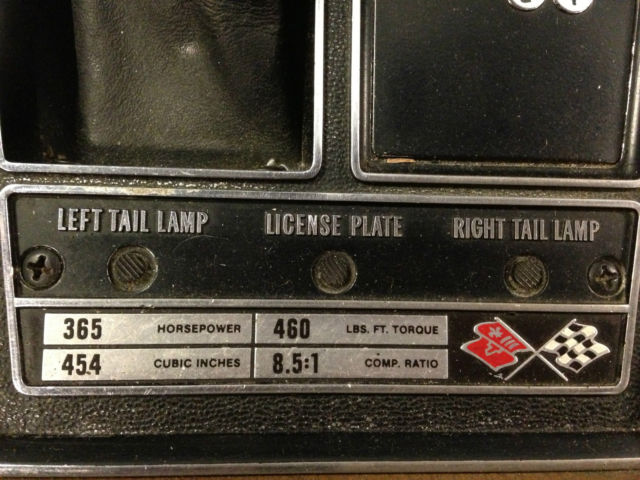 LEFT TAIL LAMP LICENSE PLATE RIGHT TAIL LAMP
365 HORSEPOWER 460 LBS. FT. TORQUE
454 CUBIC INCHES 8.5:1 COMP. RATIO